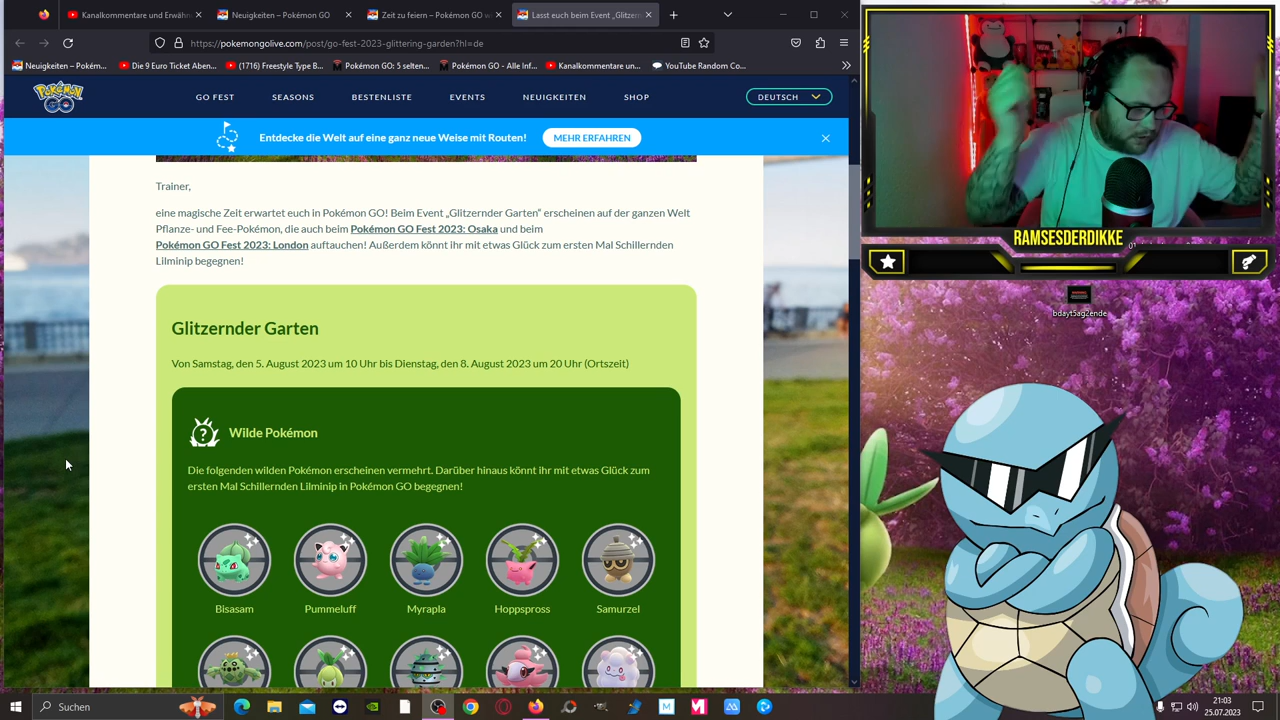 Kanalkommentare und Erwähn
Neuigkeiten – Pokémon GO
Zeit zu feiern – Pokémon GO w
Lasst euch beim Event „Glitzern
https://pokemongolive.com/post/go-fest-2023-glittering-garden?hl=de
Neuigkeiten – Pokém...
Die 9 Euro Ticket Aben...
(1716) Freestyle Type B...
Pokémon GO: 5 selten...
Pokémon GO - Alle Inf...
Kanalkommentare un...
YouTube Random Co...
POKÉMON GO
GO FEST
SEASONS
BESTENLISTE
EVENTS
NEUIGKEITEN
SHOP
DEUTSCH
Entdecke die Welt auf eine ganz neue Weise mit Routen!
MEHR ERFAHREN
Trainer,
eine magische Zeit erwartet euch in Pokémon GO! Beim Event „Glitzernder Garten“ erscheinen auf der ganzen Welt
Pflanze- und Fee-Pokémon, die auch beim Pokémon GO Fest 2023: Osaka und beim
Pokémon GO Fest 2023: London auftauchen! Außerdem könnt ihr mit etwas Glück zum ersten Mal Schillernden
Lilminip begegnen!
Glitzernder Garten
Von Samstag, den 5. August 2023 um 10 Uhr bis Dienstag, den 8. August 2023 um 20 Uhr (Ortszeit)
Wilde Pokémon
Die folgenden wilden Pokémon erscheinen vermehrt. Darüber hinaus könnt ihr mit etwas Glück zum
ersten Mal Schillernden Lilminip in Pokémon GO begegnen!
Bisasam
Pummeluff
Myrapla
Hoppspross
Samurzel
RAMSESDERDIKKE
bdayt5ag2ende
Suchen
21:03
25.07.2023